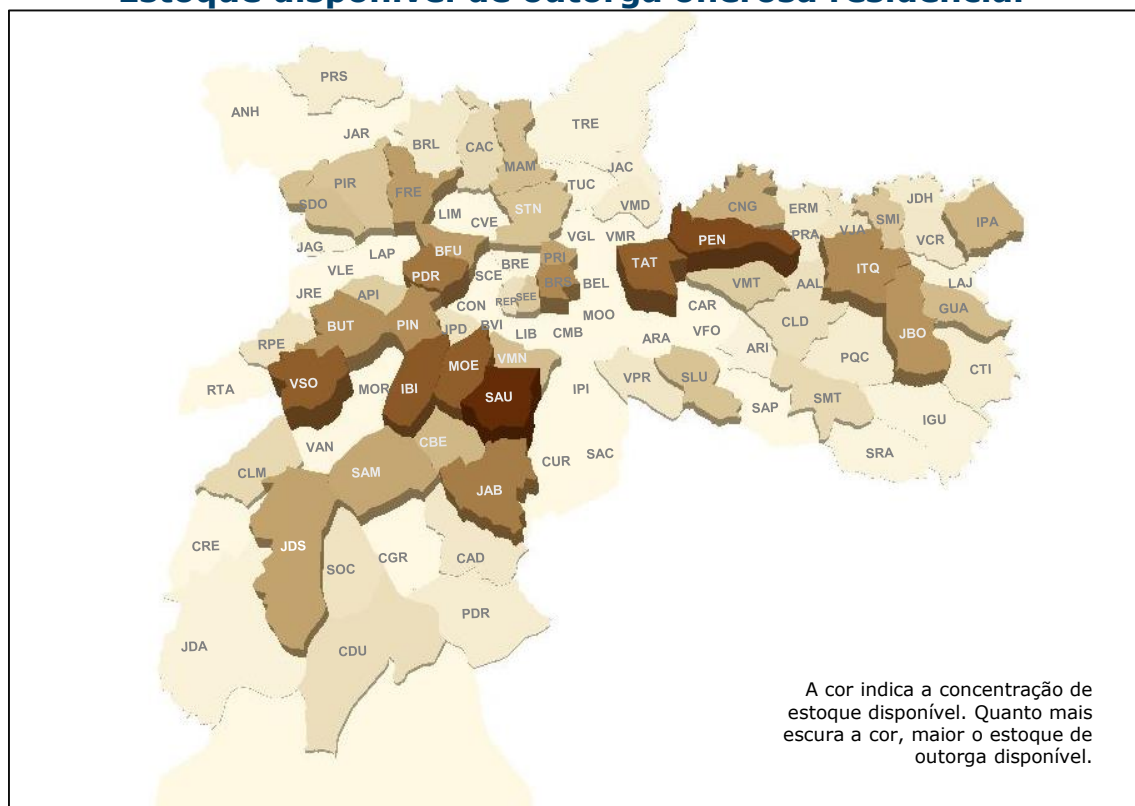 Estoque disponível de outorga onerosa residencial
PRS
ANH
TRE
JAR
BRL
CAC
MAM
JAC
PIR
TUC
FRE
SDO
VMD
CNG
ERM
JDH
STN
LIM
CVE
SMI
IPA
VJA
PRA
VCR
VGL
VMR
PEN
JAG
LAP
BFU
PRI
TAT
ITQ
VLE
PDR
SCE
BRE
BRS
BEL
VMT
AAL
LAJ
JRE
API
REP
SEE
CON
CAR
GUA
BUT
PIN
IPD
BVI
LIB
CMB
MOO
VFO
CLD
JBO
RPE
ARA
ARI
PQC
VMN
MOE
CTI
RTA
VSO
MOR
IBI
SAU
IPI
VPR
SLU
SMT
SAP
IGU
VAN
CBE
CUR
SAC
SRA
CLM
SAM
JAB
CRE
JDS
SOC
CGR
CAD
PDR
JDA
CDU
A cor indica a concentração de
estoque disponível. Quanto mais
escura a cor, maior o estoque de
outorga disponível.